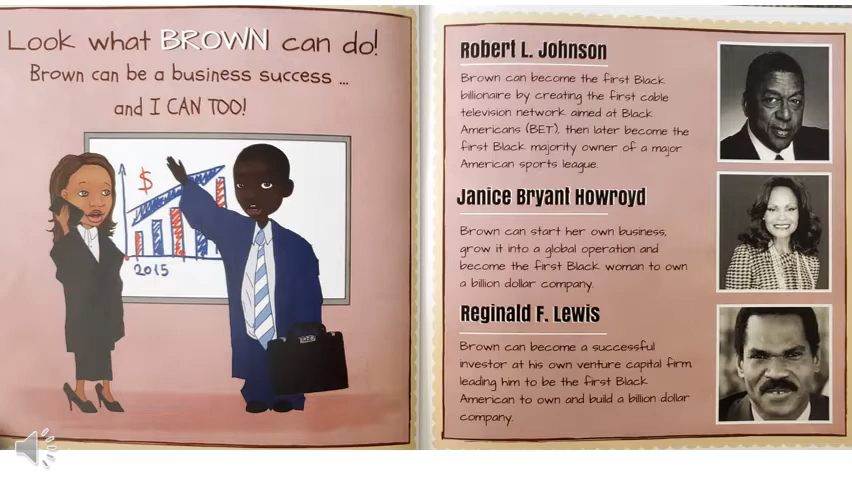 Look what BROWN can do!
Brown can be a business success ...
and I CAN TOO!
$
2015
Robert L. Johnson
Brown can become the first Black
billionaire by creating the first cable
television network aimed at Black
Americans (BET), then later become the
first Black majority owner of a major
American sports league.
Janice Bryant Howroyd
Brown can start her own business,
grow it into a global operation and
become the first Black woman to own
a billion dollar company.
Reginald F. Lewis
Brown can become a successful
investor at his own venture capital firm
leading him to be the first Black
American to own and build a billion dollar
company.